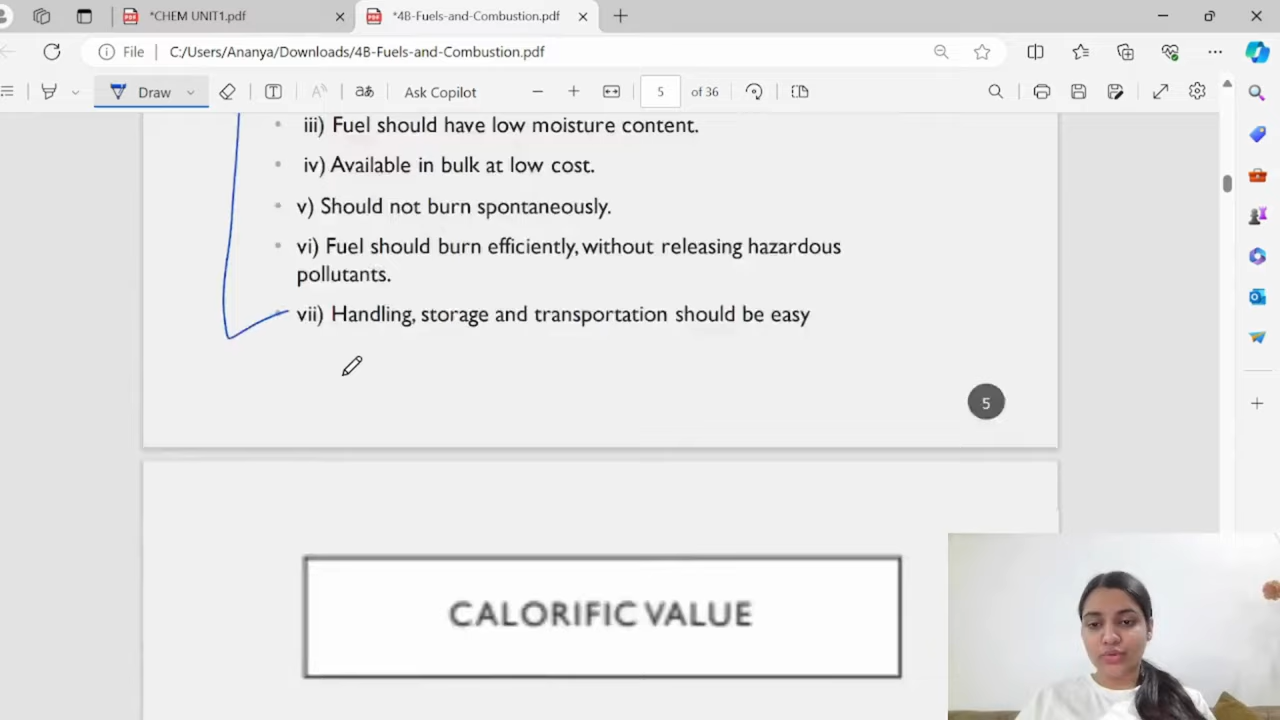 *CHEM UNIT1.pdf
*4B-Fuels-and-Combustion.pdf
File
C:/Users/Ananya/Downloads/4B-Fuels-and-Combustion.pdf
Draw
aあ
Ask Copilot
5
of 36
iii) Fuel should have low moisture content.
iv) Available in bulk at low cost.
v) Should not burn spontaneously.
vi) Fuel should burn efficiently, without releasing hazardous
pollutants.
vii) Handling, storage and transportation should be easy
5
CALORIFIC VALUE